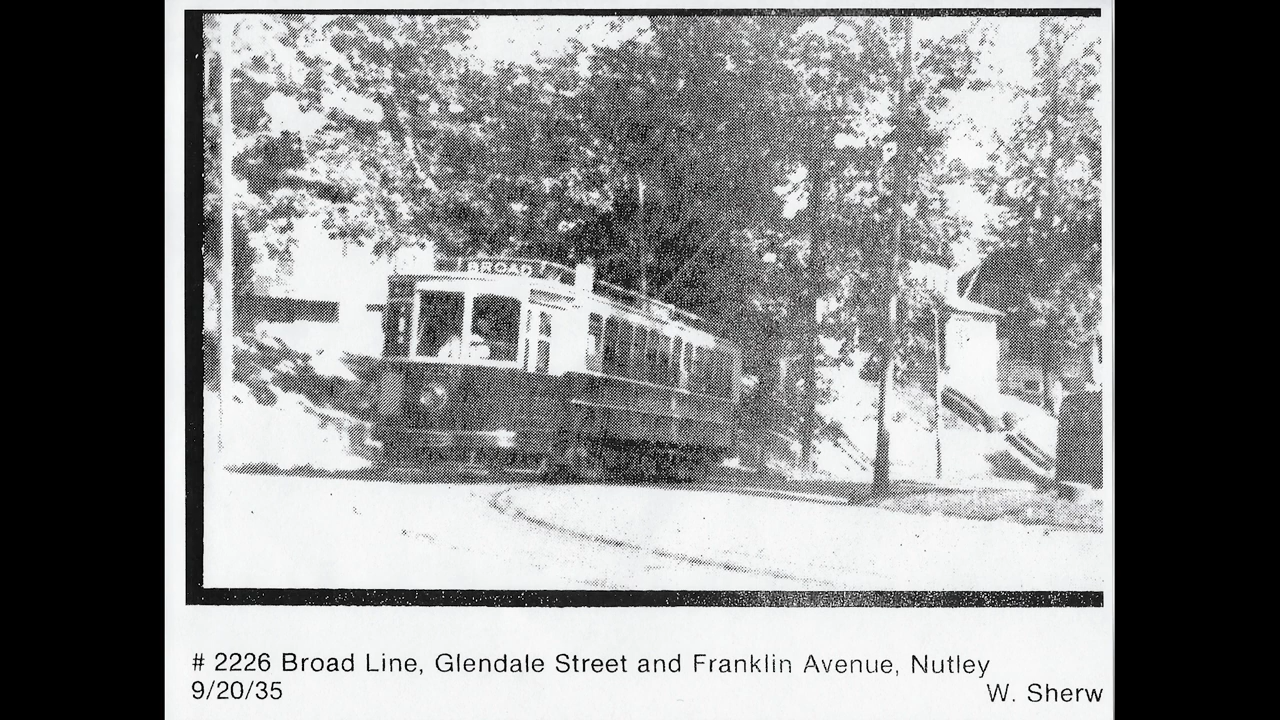 BROAD
# 2226 Broad Line, Glendale Street and Franklin Avenue, Nutley
9/20/35
W. Sherw